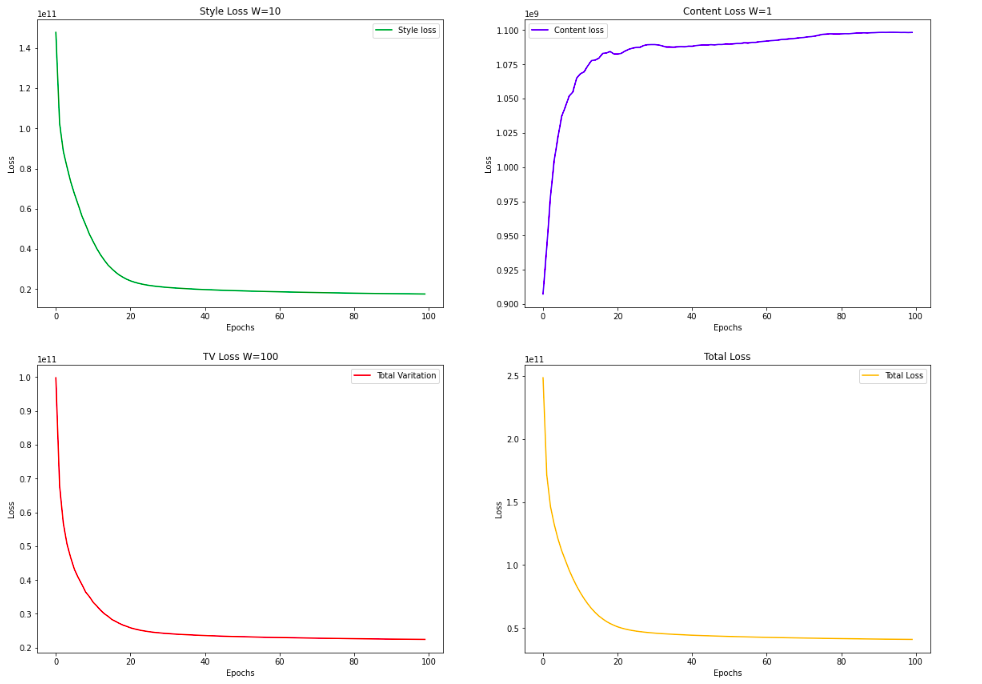 Style Loss W=10
1e11
Style loss
1.4
1.2
1.0
0.8
0.6
0.4
0.2
Loss
0 20 40 60 80 100
Epochs
Content Loss W=1
1e9
Content loss
1.100
1.075
1.050
1.025
1.000
0.975
0.950
0.925
0.900
Loss
0 20 40 60 80 100
Epochs
TV Loss W=100
1e11
Total Varitation
1.0
0.9
0.8
0.7
0.6
0.5
0.4
0.3
0.2
Loss
0 20 40 60 80 100
Epochs
Total Loss
1e11
Total Loss
2.5
2.0
1.5
1.0
0.5
Loss
0 20 40 60 80 100
Epochs